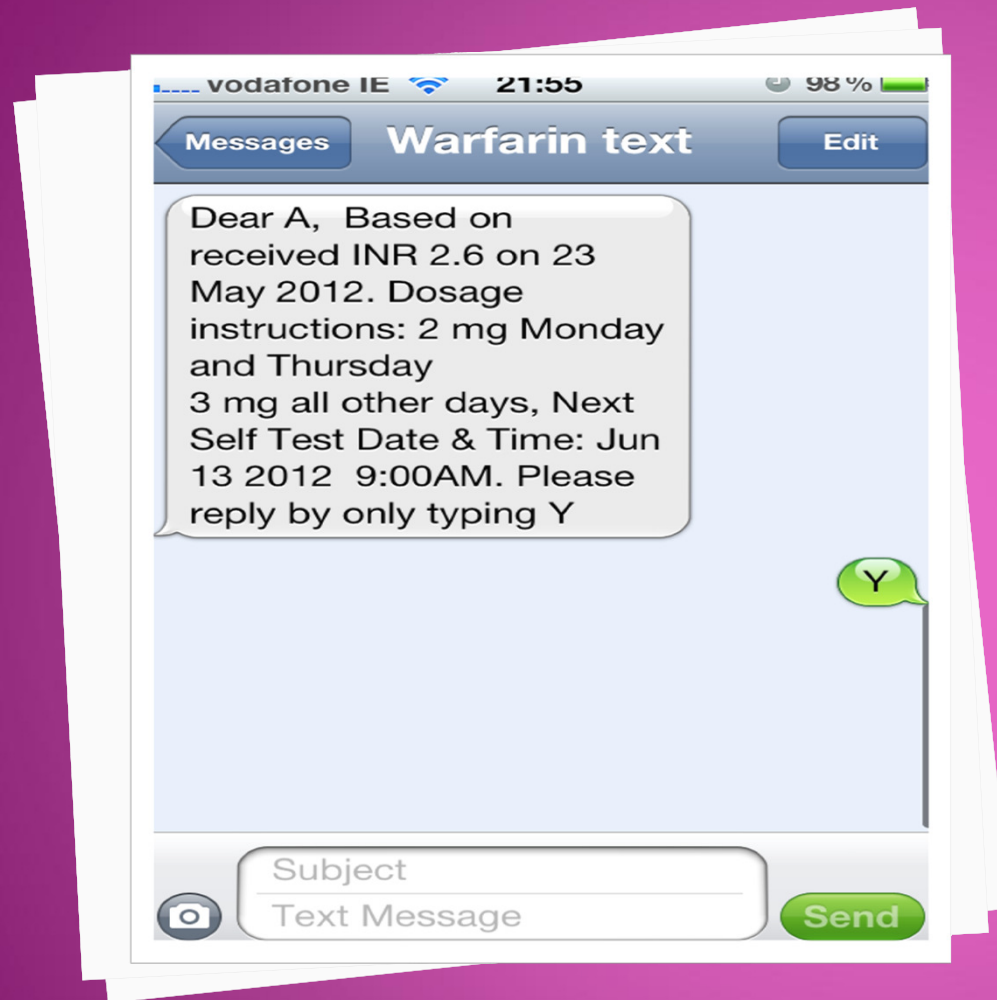 vodafone IE 21:55 98%
Messages Warfarin text Edit
Dear A, Based on
received INR 2.6 on 23
May 2012. Dosage
instructions: 2 mg Monday
and Thursday
3 mg all other days, Next
Self Test Date & Time: Jun
13 2012 9:00AM. Please
reply by only typing Y
Y
Subject
Text Message
Send